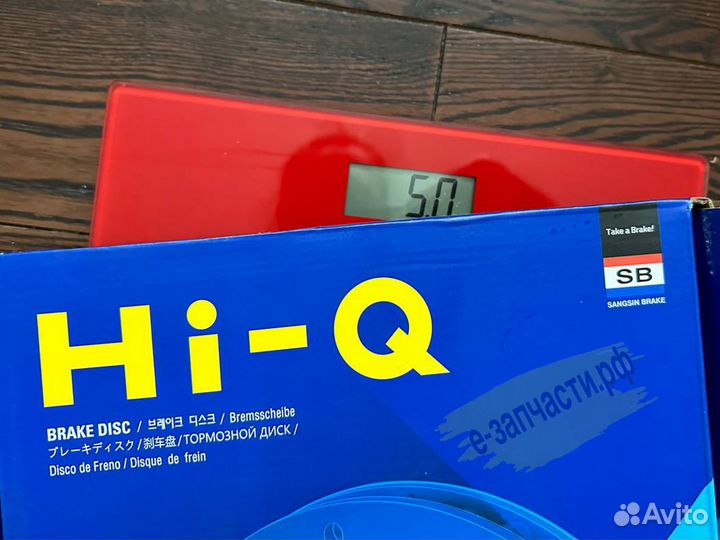 5.0
Take a Brake!
SB
SANGSIN BRAKE
Hi-Q
BRAKE DISC / 브레이크 디스크 / Bremsscheibe
ブレーキディスク / 刹车盘 / ТОРМОЗНОЙ ДИСК /
Disco de Freno / Disque de frein
е-запчасти.рф
Avito